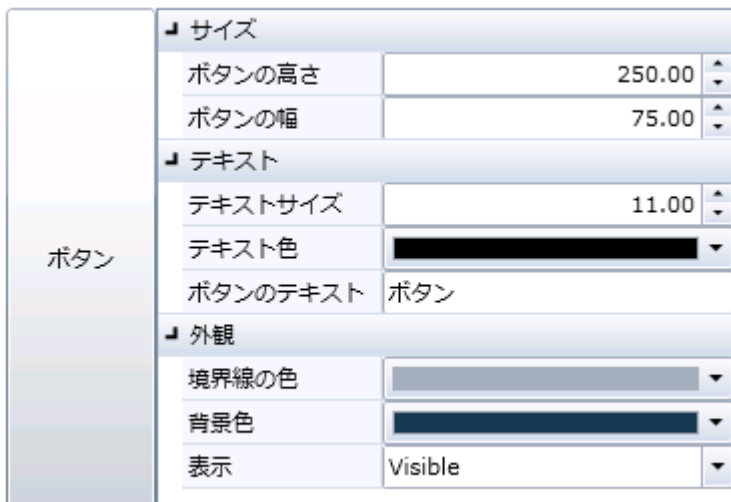 ボタン
サイズ
ボタンの高さ 250.00
ボタンの幅 75.00
テキスト
テキストサイズ 11.00
テキスト色
ボタンのテキスト ボタン
外観
境界線の色
背景色
表示 Visible